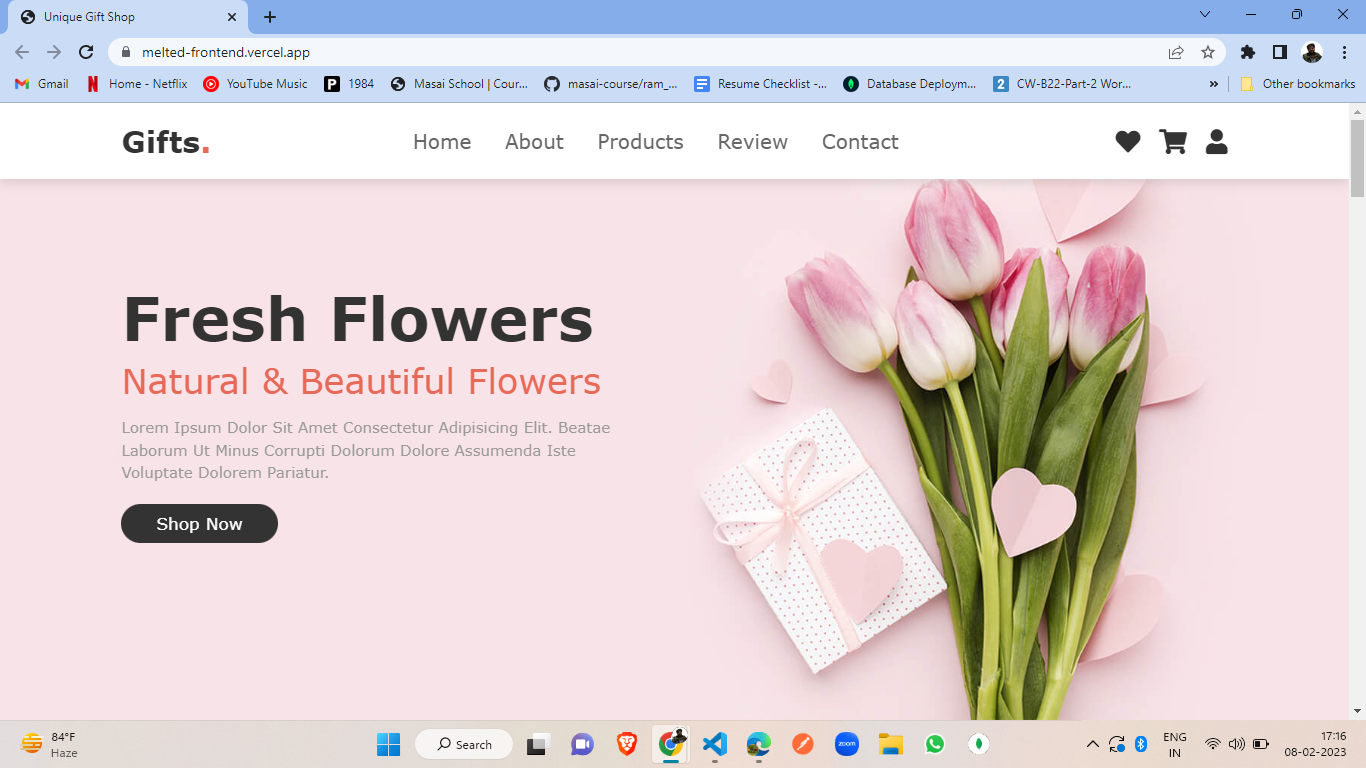 Unique Gift Shop
melted-frontend.vercel.app
Gmail
Home - Netflix
YouTube Music
P 1984
Masai School | Cour...
masai-course/ram_...
Resume Checklist -...
Database Deploym...
2 CW-B22-Part-2 Wor...
»
Other bookmarks
Gifts.
Home About Products Review Contact
Fresh Flowers
Natural & Beautiful Flowers
Lorem Ipsum Dolor Sit Amet Consectetur Adipisicing Elit. Beatae
Laborum Ut Minus Corrupti Dolorum Dolore Assumenda Iste
Voluptate Dolorem Pariatur.
Shop Now
84°F
Haze
Search
zoom
ENG
IN
17:16
08-02-2023